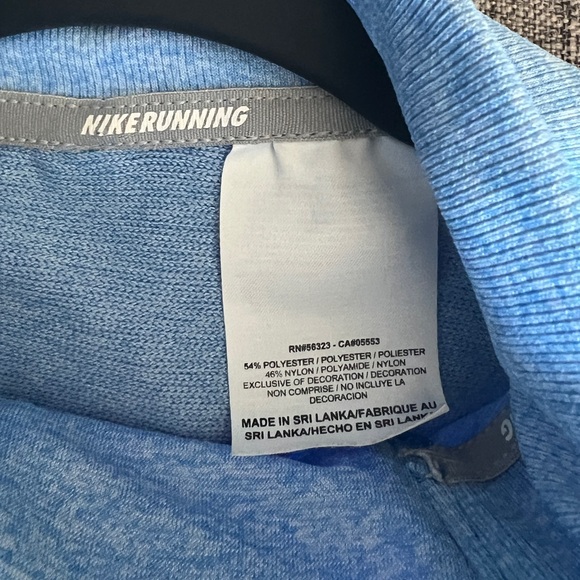 NIKERUNNING
RN#56323 - CA#05553
54% POLYESTER / POLYESTER / POLIESTER
46% NYLON / POLYAMIDE / NYLON
EXCLUSIVE OF DECORATION / DECORATION
NON COMPRISE / NO INCLUYE LA
DECORACION
MADE IN SRI LANKA/FABRIQUE AU
SRI LANKA/HECHO EN SRI LANKA